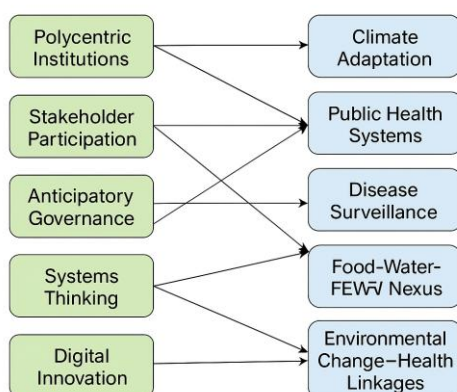 Polycentric
Institutions
Stakeholder
Participation
Anticipatory
Governance
Systems
Thinking
Digital
Innovation
Climate
Adaptation
Public Health
Systems
Disease
Surveillance
Food-Water-
Nexus
Environmental
Change–Health
Linkages